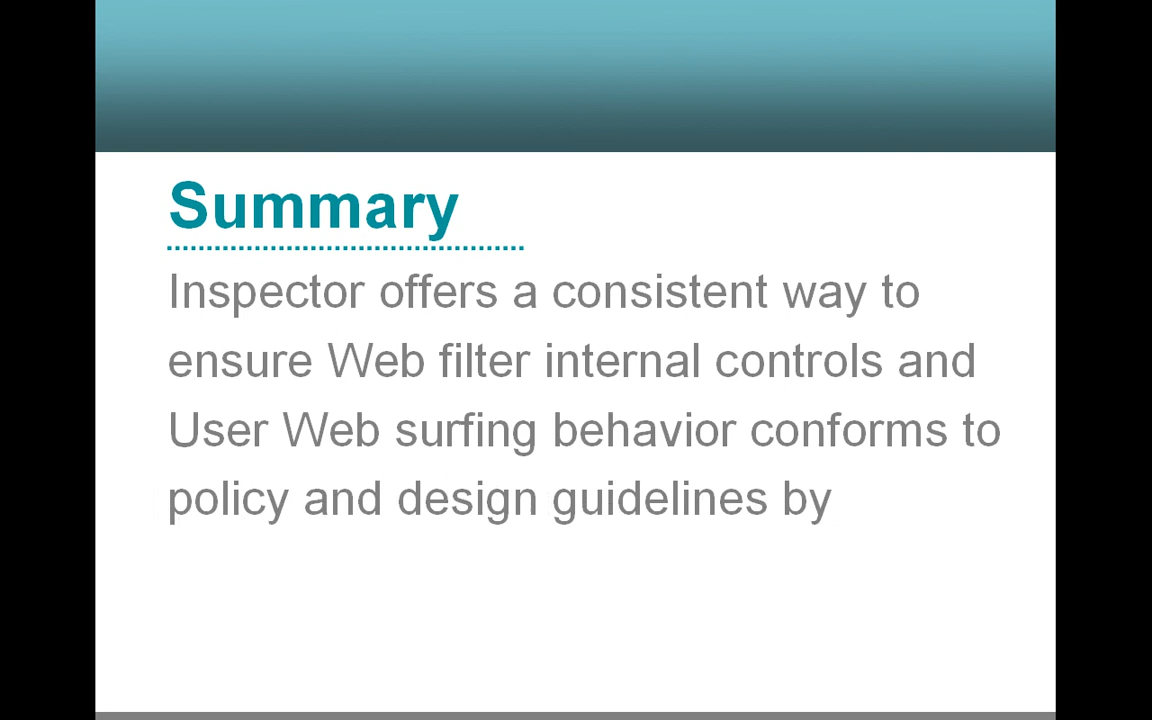 Summary
Inspector offers a consistent way to
ensure Web filter internal controls and
User Web surfing behavior conforms to
policy and design guidelines by